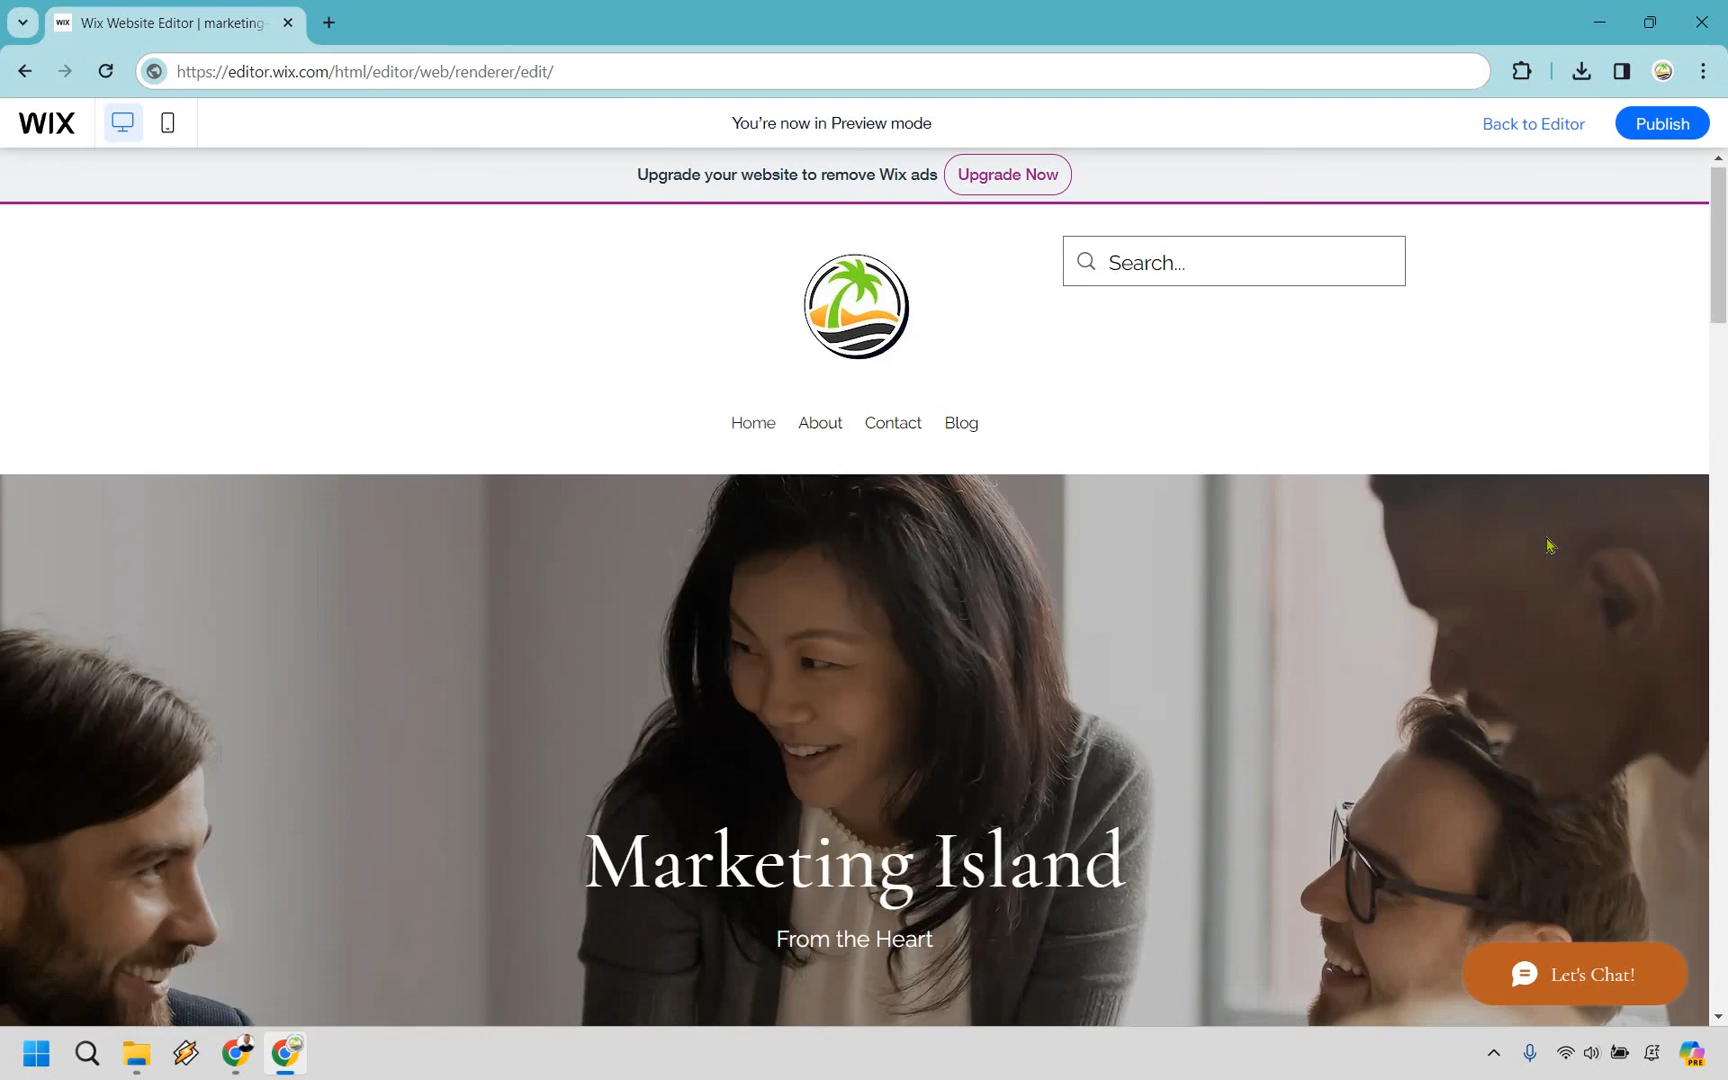 WIX Wix Website Editor | marketing-
https://editor.wix.com/html/editor/web/renderer/edit/
WIX
You're now in Preview mode
Back to Editor
Publish
Upgrade your website to remove Wix ads Upgrade Now
Search...
Home About Contact Blog
Marketing Island
From the Heart
Let's Chat!
PRE